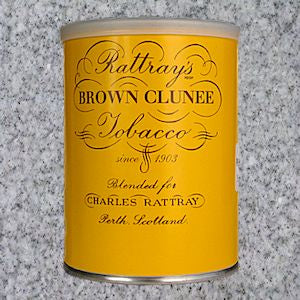 Rattray's
BROWN CLUNEE
Tobacco
since 1903
Blended for
CHARLES RATTRAY
Perth. Scotland.